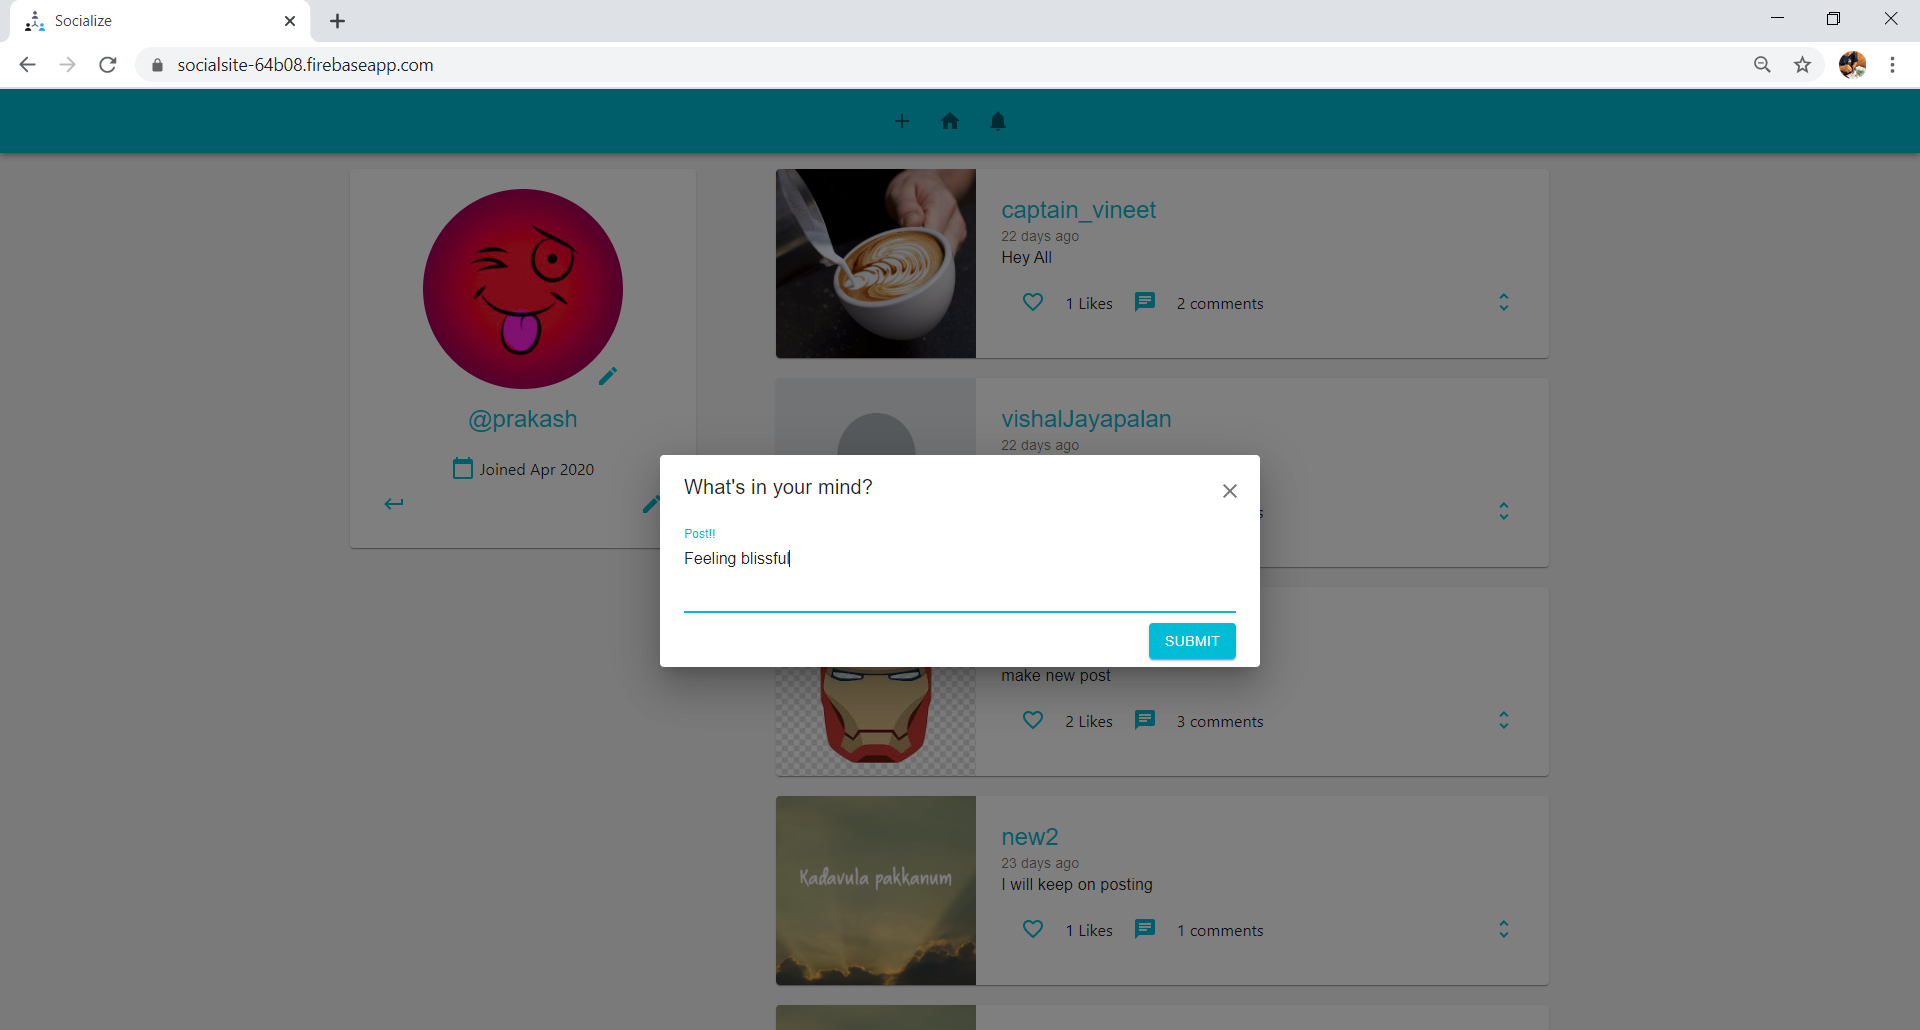 Socialize
socialsite-64b08.firebaseapp.com
@prakash
Joined Apr 2020
captain_vineet
22 days ago
Hey All
1 Likes
2 comments
vishalJayapalan
22 days ago
What's in your mind?
Post!!
Feeling blissful
SUBMIT
make new post
2 Likes
3 comments
Kadavula pakkanum
new2
23 days ago
I will keep on posting
1 Likes
1 comments